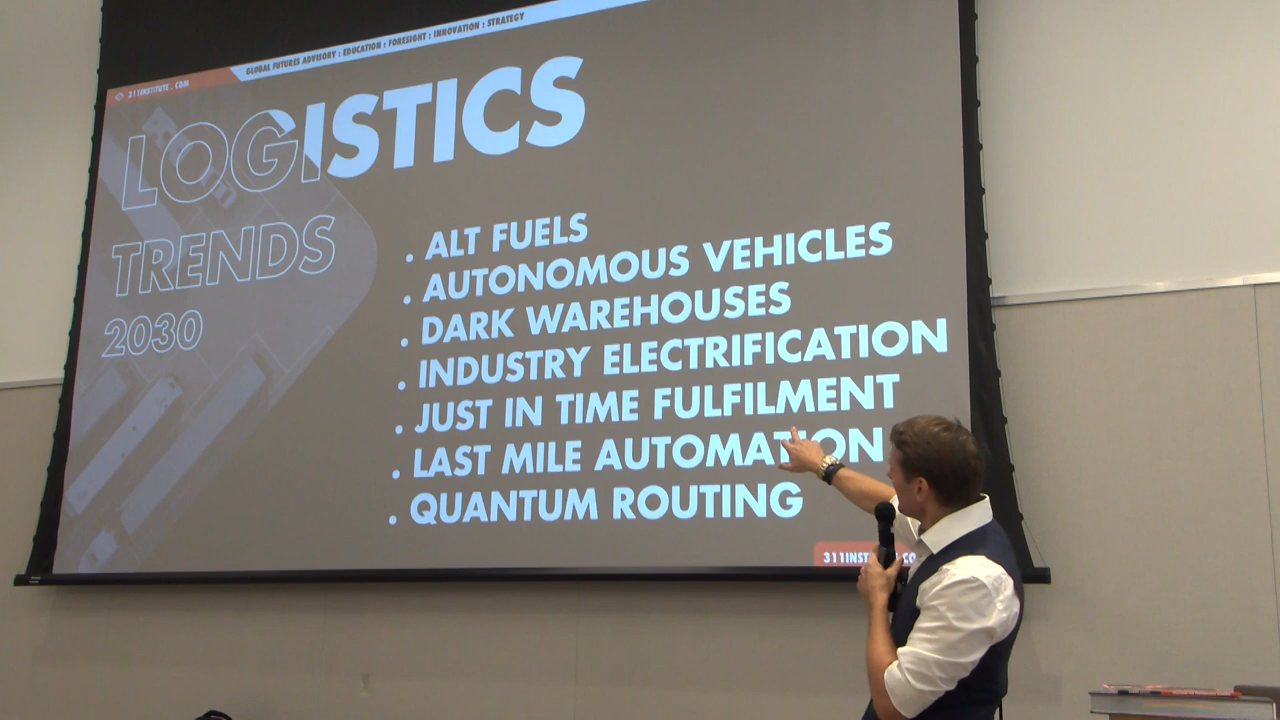 311INSTITUTE . COM
GLOBAL FUTURES ADVISORY : EDUCATION : FORESIGHT : INNOVATION : STRATEGY
LOGISTICS
TRENDS
2030
. ALT FUELS
. AUTONOMOUS VEHICLES
. DARK WAREHOUSES
. INDUSTRY ELECTRIFICATION
. JUST IN TIME FULFILMENT
. LAST MILE AUTOMATION
. QUANTUM ROUTING